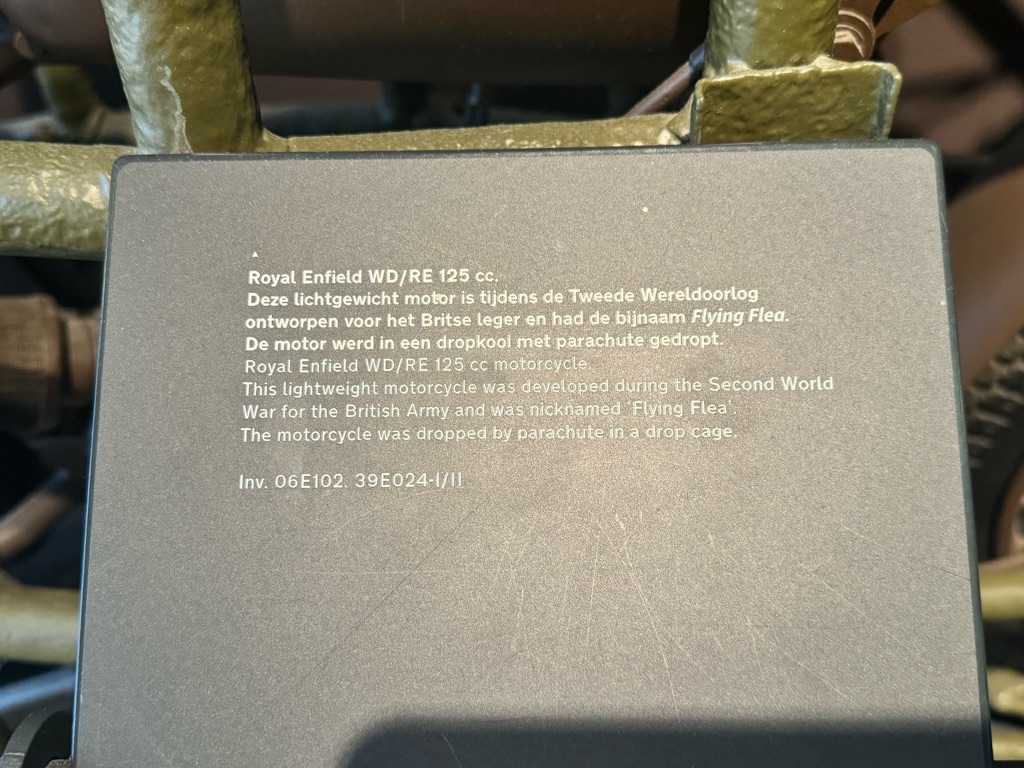 Royal Enfield WD/RE 125 cc.
Deze lichtgewicht motor is tijdens de Tweede Wereldoorlog
ontworpen voor het Britse leger en had de bijnaam Flying Flea.
De motor werd in een dropkooi met parachute gedropt.
Royal Enfield WD/RE 125 cc motorcycle.
This lightweight motorcycle was developed during the Second World
War for the British Army and was nicknamed 'Flying Flea'.
The motorcycle was dropped by parachute in a drop cage.
Inv. 06E102. 39E024-I/II